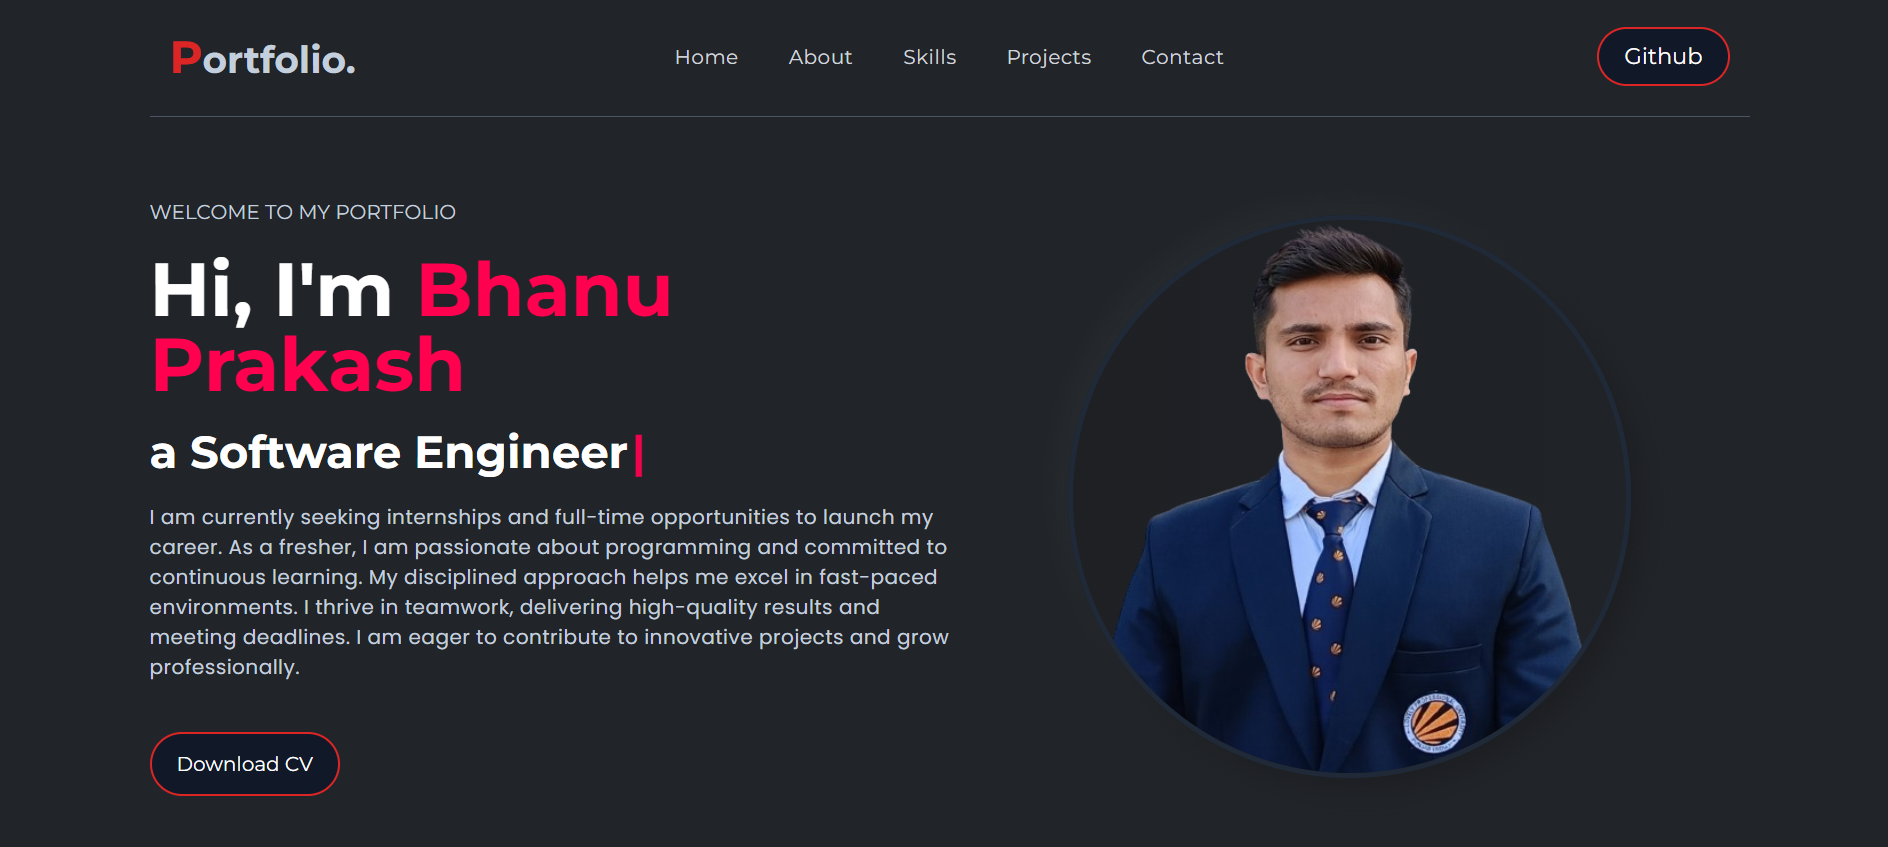 Portfolio.
Home
About
Skills
Projects
Contact
Github
WELCOME TO MY PORTFOLIO
Hi, I'm Bhanu
Prakash
a Software Engineer|
I am currently seeking internships and full-time opportunities to launch my
career. As a fresher, I am passionate about programming and committed to
continuous learning. My disciplined approach helps me excel in fast-paced
environments. I thrive in teamwork, delivering high-quality results and
meeting deadlines. I am eager to contribute to innovative projects and grow
professionally.
Download CV